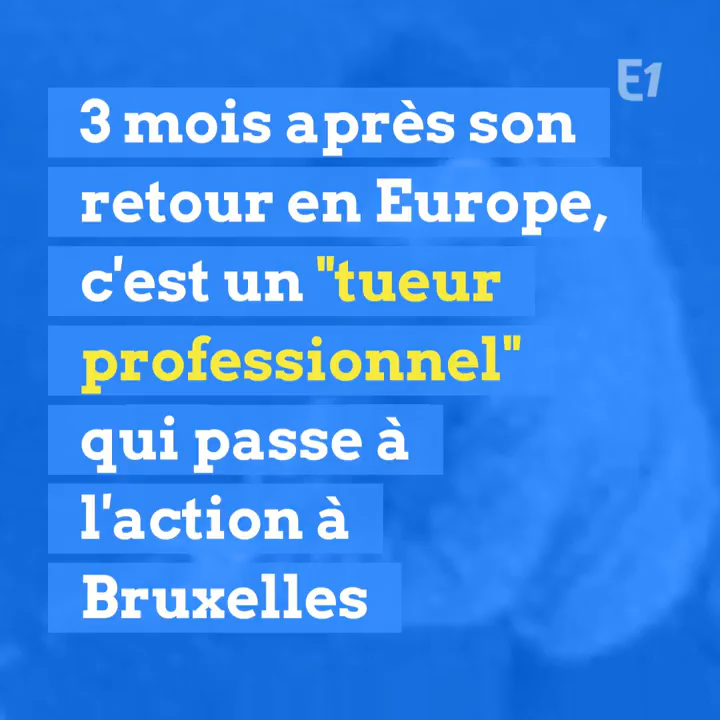 E1
3 mois après son
retour en Europe,
c'est un "tueur
professionnel"
qui passe à
l'action à
Bruxelles